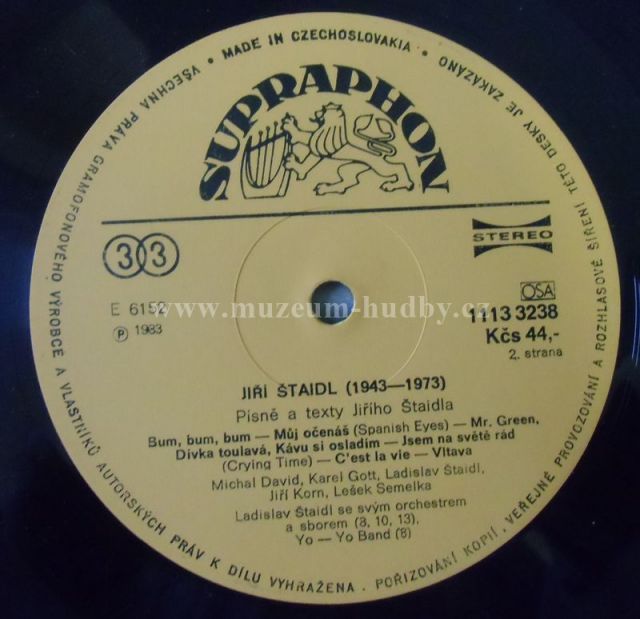 VŠECHNA PRÁVA GRAMOFONOVÉHO VÝROBCE A VLASTNÍKŮ AUTORSKÝCH PRÁV K DÍLU VYHRAŽENA . POŘIZOVÁNÍ KOPIÍ , VEŘEJNÉ PROVOZOVÁNÍ A ROZHLASOVÉ ŠÍŘENÍ TÉTO DESKY JE ZAKÁZÁNO
• MADE IN CZECHOSLOVAKIA •
SUPRAPHON
33
STEREO
E 6152
OSA
www.muzeum-hudby.cz
℗ 1983
1113 3238
Kčs 44,-
2. strana
JIŘÍ ŠTAIDL (1943—1973)
Písně a texty Jiřího Štaidla
Bum, bum, bum — Můj očenáš (Spanish Eyes) — Mr. Green,
Dívka toulavá, Kávu si osladím — Jsem na světě rád
(Crying Time) — C'est la vie — Vltava
Michal David, Karel Gott, Ladislav Štaidl,
Jiří Korn, Lešek Semelka
Ladislav Štaidl se svým orchestrem
a sborem (8, 10, 13),
Yo — Yo Band (8)